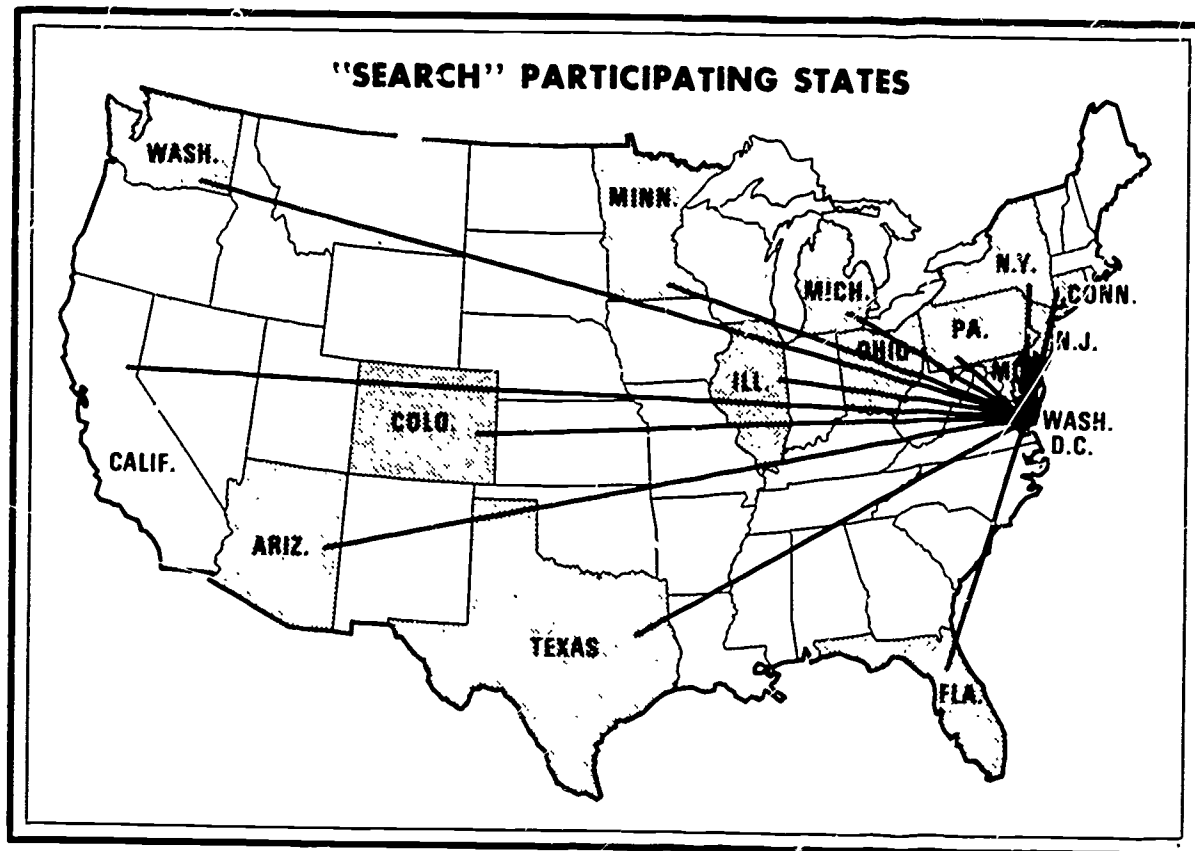 "SEARCH" PARTICIPATING STATES
WASH.
MINN.
N.Y.
MICH.
CONN.
PA.
N.J.
OHIO
ILL.
COLO.
WASH.
D.C.
CALIF.
ARIZ.
TEXAS
FLA.